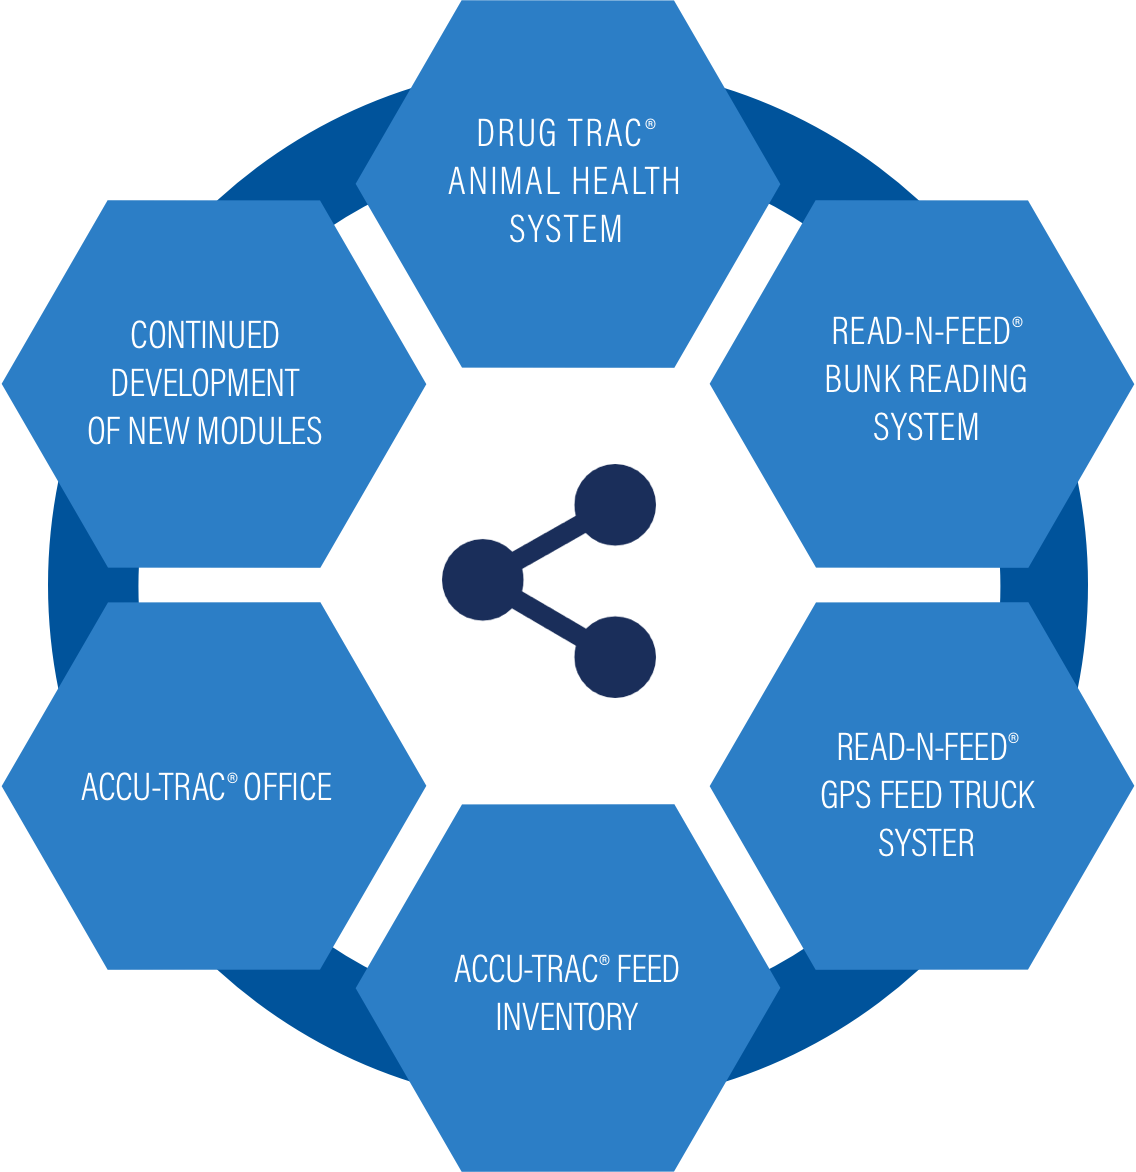 DRUG TRAC®
ANIMAL HEALTH
SYSTEM
READ-N-FEED®
BUNK READING
SYSTEM
READ-N-FEED®
GPS FEED TRUCK
SYSTER
ACCU-TRAC® FEED
INVENTORY
ACCU-TRAC® OFFICE
CONTINUED
DEVELOPMENT
OF NEW MODULES